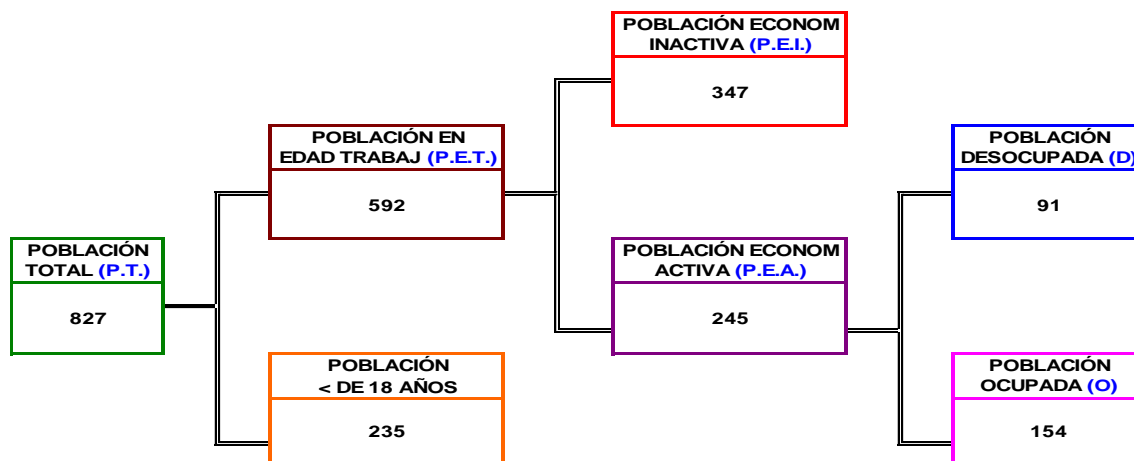 POBLACIÓN ECONOM
INACTIVA (P.E.I.)
347
POBLACIÓN EN
EDAD TRABAJ (P.E.T.)
592
POBLACIÓN
DESOCUPADA (D)
91
POBLACIÓN
TOTAL (P.T.)
827
POBLACIÓN ECONOM
ACTIVA (P.E.A.)
245
POBLACIÓN
< DE 18 AÑOS
235
POBLACIÓN
OCUPADA (O)
154